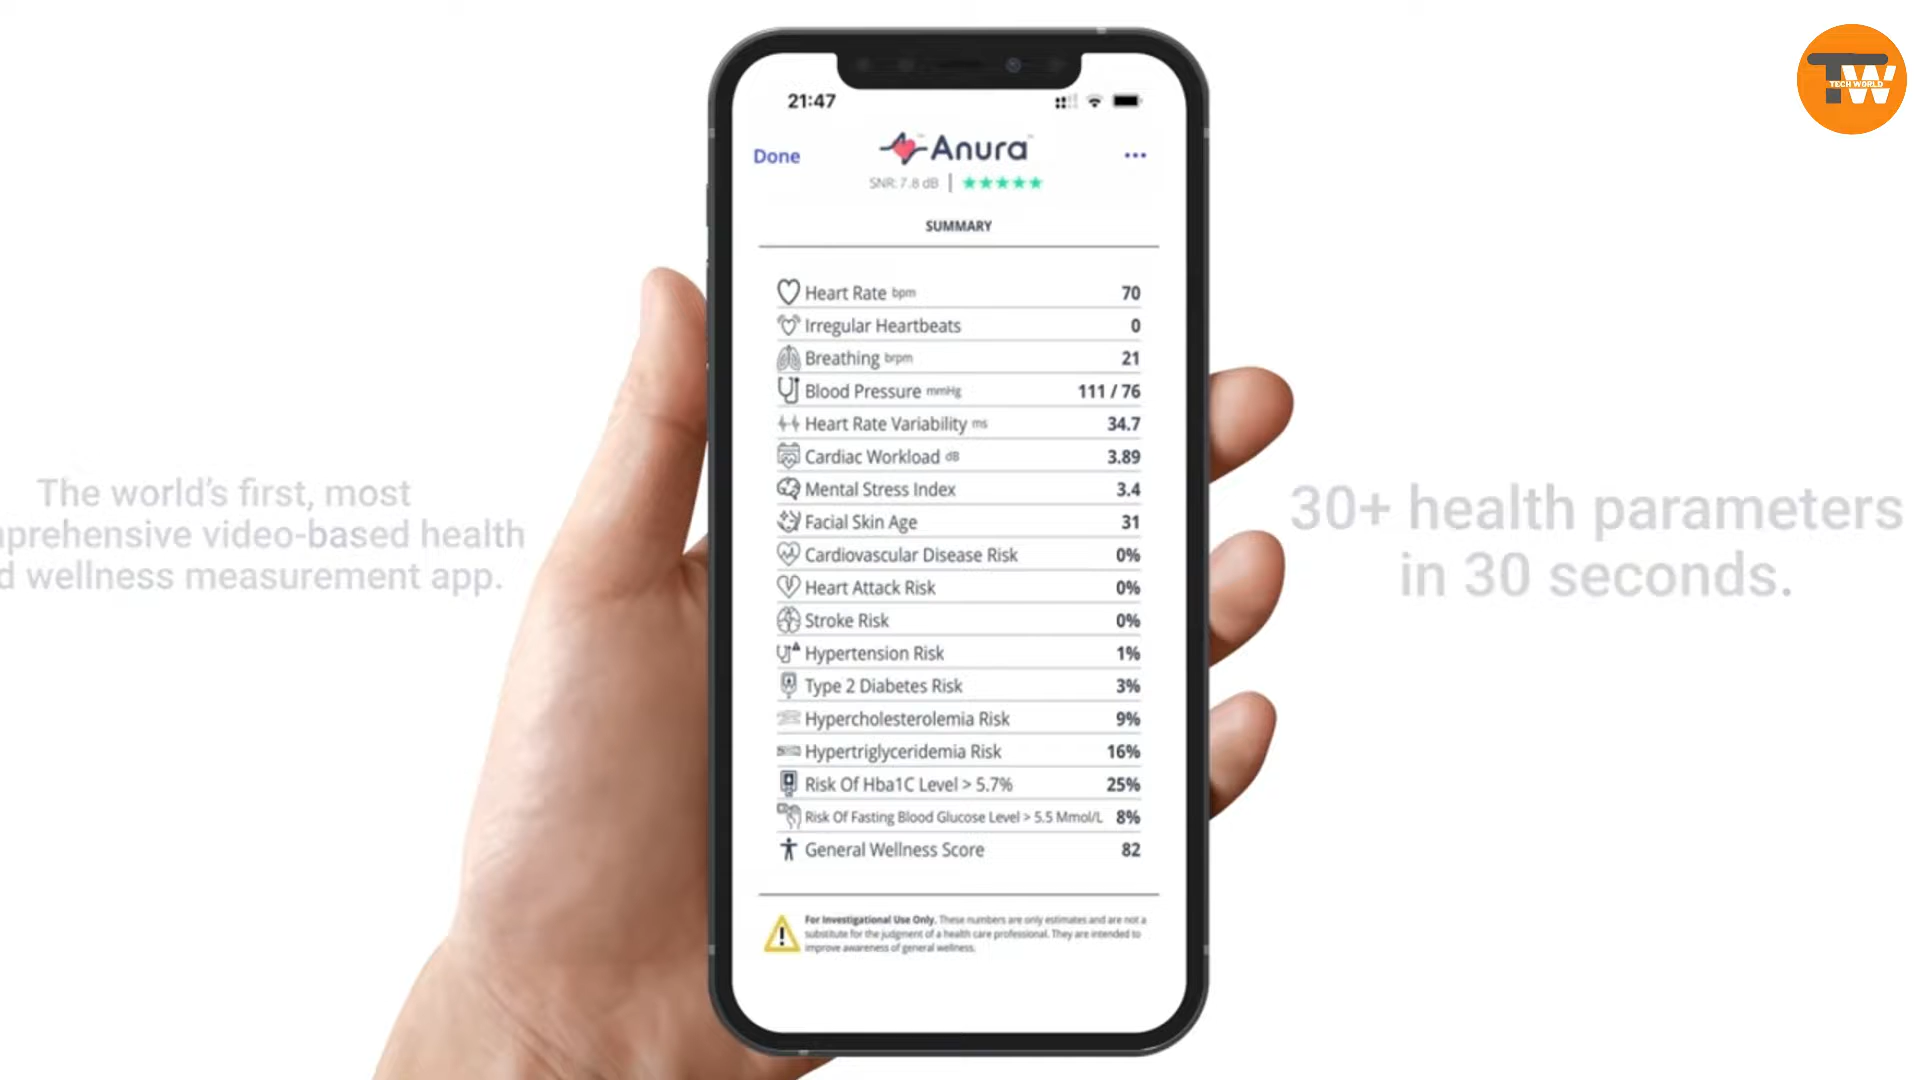 TW
TECH WORLD
21:47
Done
Anura
SNR: 7.8 dB | ★★★★★
SUMMARY
Heart Rate bpm 70
Irregular Heartbeats 0
Breathing brpm 21
Blood Pressure mmHg 111 / 76
Heart Rate Variability ms 34.7
Cardiac Workload dB 3.89
Mental Stress Index 3.4
Facial Skin Age 31
Cardiovascular Disease Risk 0%
Heart Attack Risk 0%
Stroke Risk 0%
Hypertension Risk 1%
Type 2 Diabetes Risk 3%
Hypercholesterolemia Risk 9%
Hypertriglyceridemia Risk 16%
Risk Of Hba1C Level > 5.7% 25%
Risk Of Fasting Blood Glucose Level > 5.5 Mmol/L 8%
General Wellness Score 82
For Investigational Use Only. These numbers are only estimates and are not a
substitute for the judgment of a health care professional. They are intended to
improve awareness of general wellness.
The world's first, most
prehensive video-based health
d wellness measurement app.
30+ health parameters
in 30 seconds.